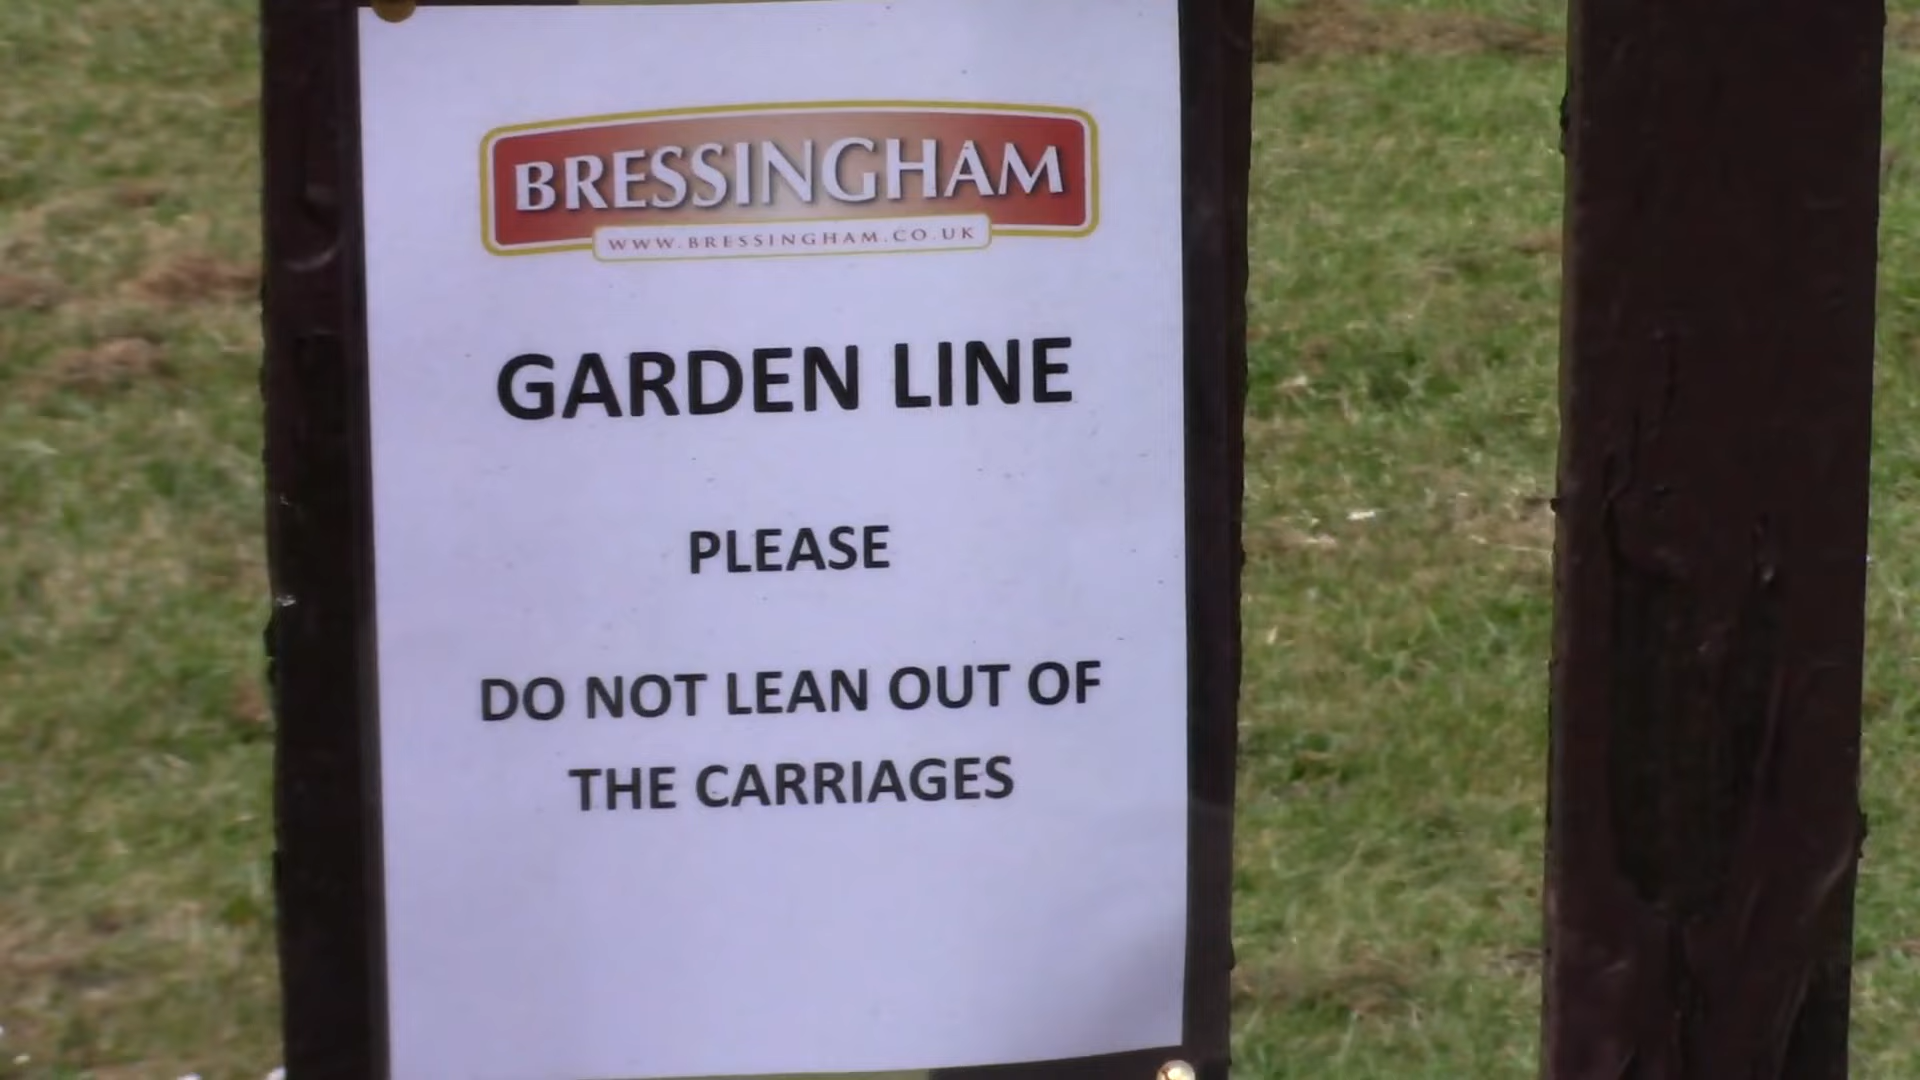 BRESSINGHAM
WWW.BRESSINGHAM.CO.UK
GARDEN LINE
PLEASE
DO NOT LEAN OUT OF
THE CARRIAGES